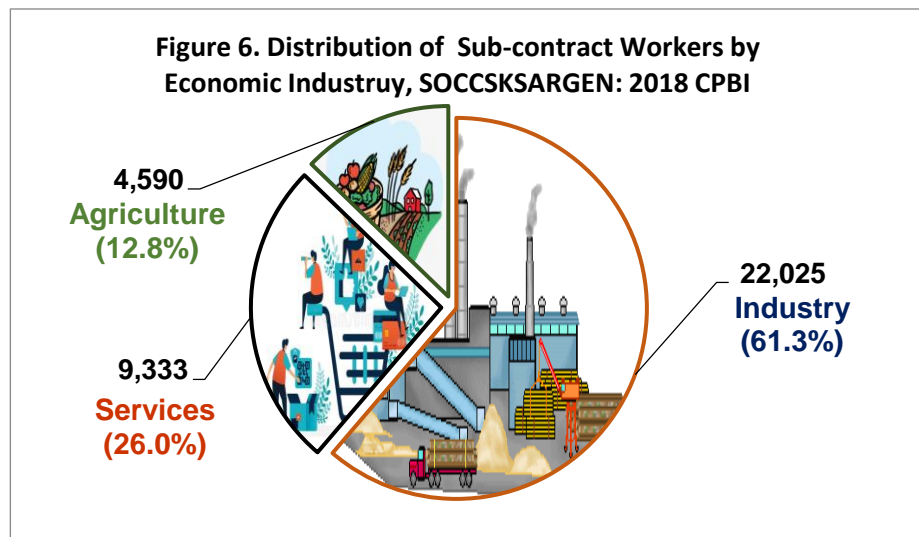 Figure 6. Distribution of Sub-contract Workers by
Economic Industruy, SOCCSKSARGEN: 2018 CPBI
4,590
Agriculture
(12.8%)
22,025
Industry
(61.3%)
9,333
Services
(26.0%)